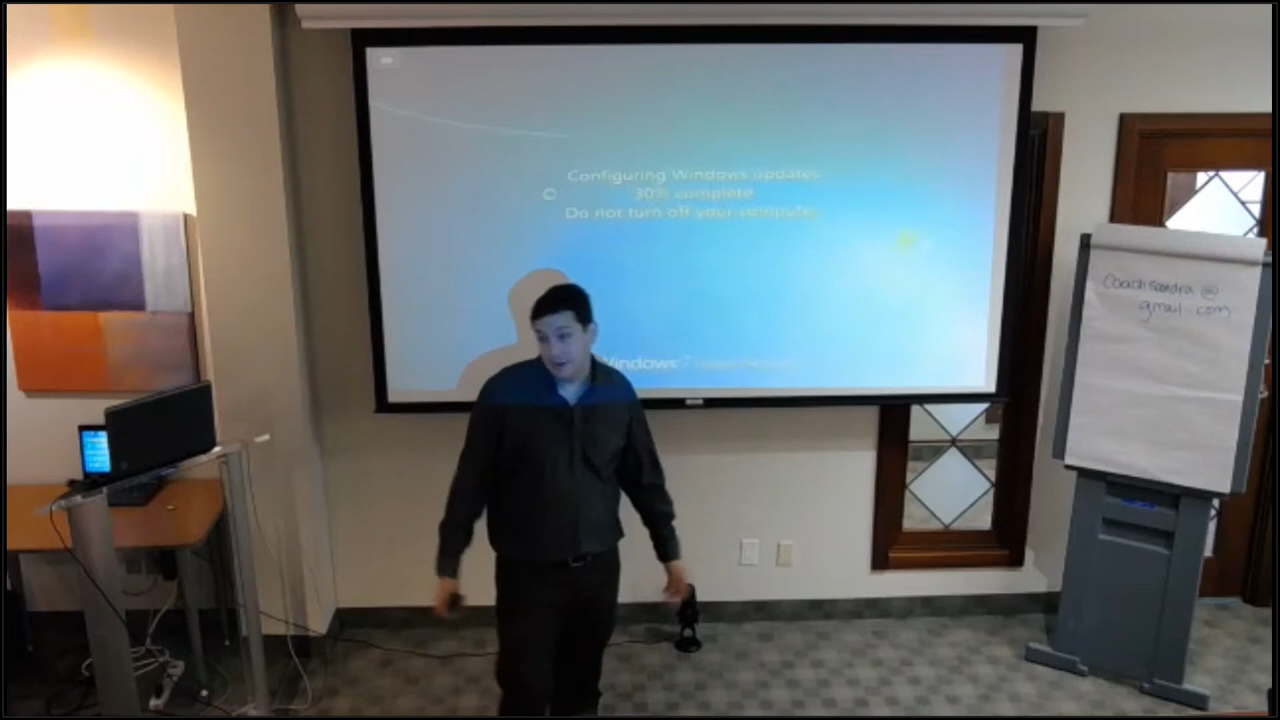 Configuring Windows updates
30% complete
Do not turn off your computer.
Windows 7
Coachsandra @
gmail.com